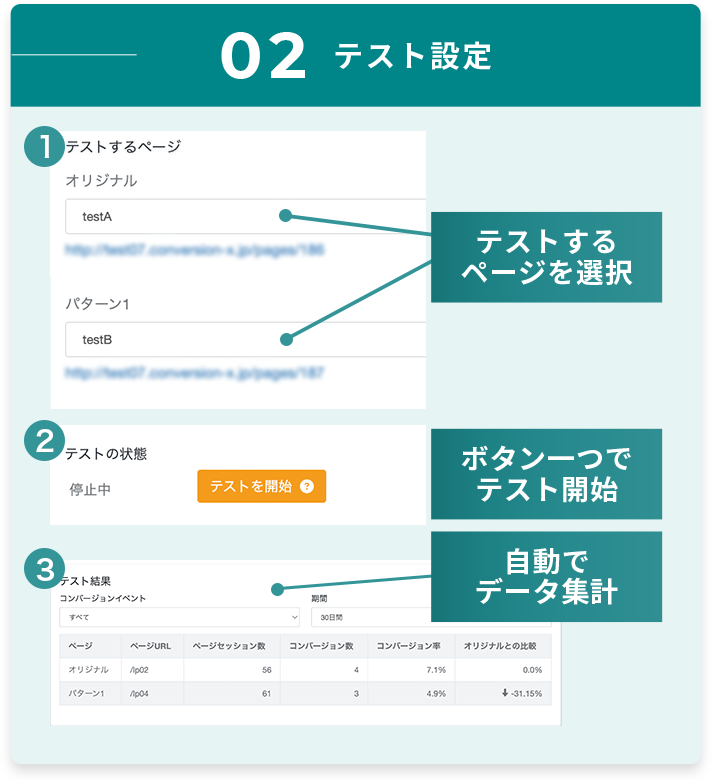 02 テスト設定
1 テストするページ
オリジナル
testA
テストする
ページを選択
パターン1
testB
2 テストの状態
停止中 テストを開始 ?
ボタン一つで
テスト開始
3 テスト結果
自動で
データ集計
コンバージョンイベント 期間
すべて 30日間
ページ ページURL ページセッション数 コンバージョン数 コンバージョン率 オリジナルとの比較
オリジナル /lp02 56 4 7.1% 0.0%
パターン1 /lp04 61 3 4.9% -31.15%